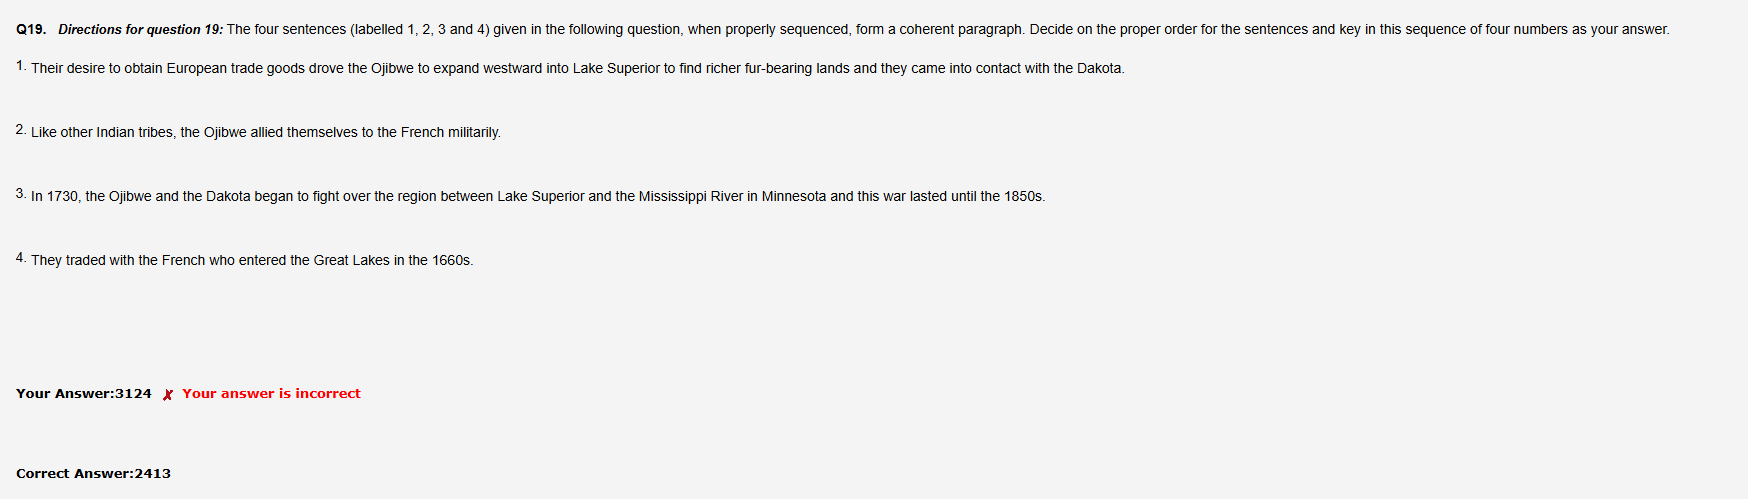 Q19. Directions for question 19: The four sentences (labelled 1, 2, 3 and 4) given in the following question, when properly sequenced, form a coherent paragraph. Decide on the proper order for the sentences and key in this sequence of four numbers as your answer.
1. Their desire to obtain European trade goods drove the Ojibwe to expand westward into Lake Superior to find richer fur-bearing lands and they came into contact with the Dakota.
2. Like other Indian tribes, the Ojibwe allied themselves to the French militarily.
3. In 1730, the Ojibwe and the Dakota began to fight over the region between Lake Superior and the Mississippi River in Minnesota and this war lasted until the 1850s.
4. They traded with the French who entered the Great Lakes in the 1660s.
Your Answer:3124 ✗ Your answer is incorrect
Correct Answer:2413